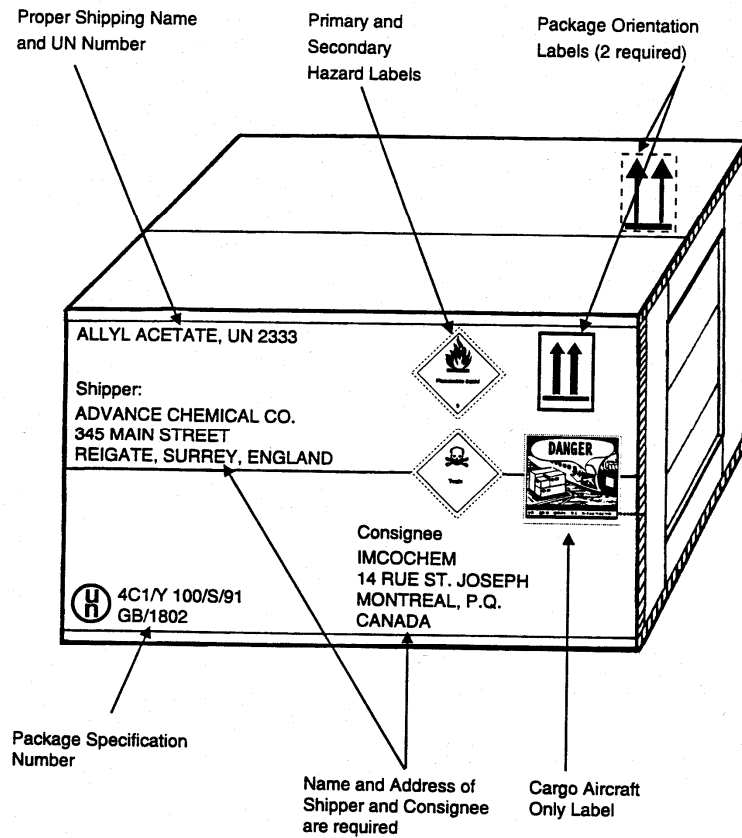 Proper Shipping Name
and UN Number
Primary and
Secondary
Hazard Labels
Package Orientation
Labels (2 required)
ALLYL ACETATE, UN 2333
Shipper:
ADVANCE CHEMICAL CO.
345 MAIN STREET
REIGATE, SURREY, ENGLAND
DANGER
Consignee
IMCOCHEM
14 RUE ST. JOSEPH
MONTREAL, P.Q.
CANADA
un
4C1/Y 100/S/91
GB/1802
Package Specification
Number
Name and Address of
Shipper and Consignee
are required
Cargo Aircraft
Only Label